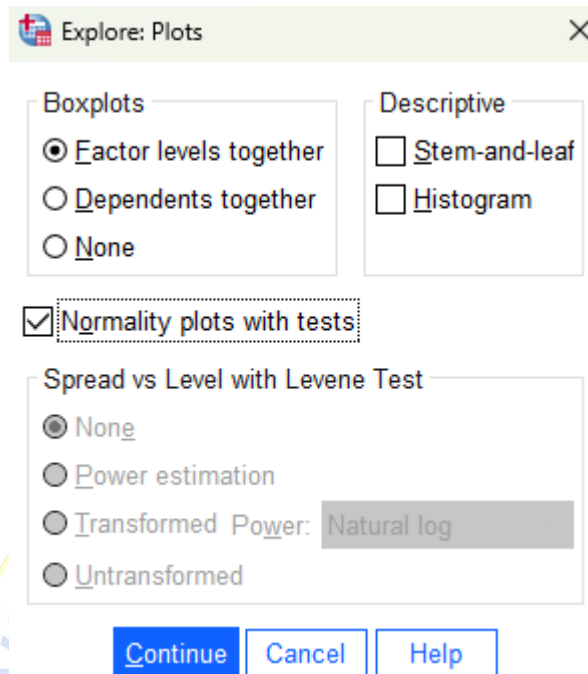 Explore: Plots
Boxplots
Factor levels together
Dependents together
None
Descriptive
Stem-and-leaf
Histogram
Normality plots with tests
Spread vs Level with Levene Test
None
Power estimation
Transformed Power: Natural log
Untransformed
Continue Cancel Help